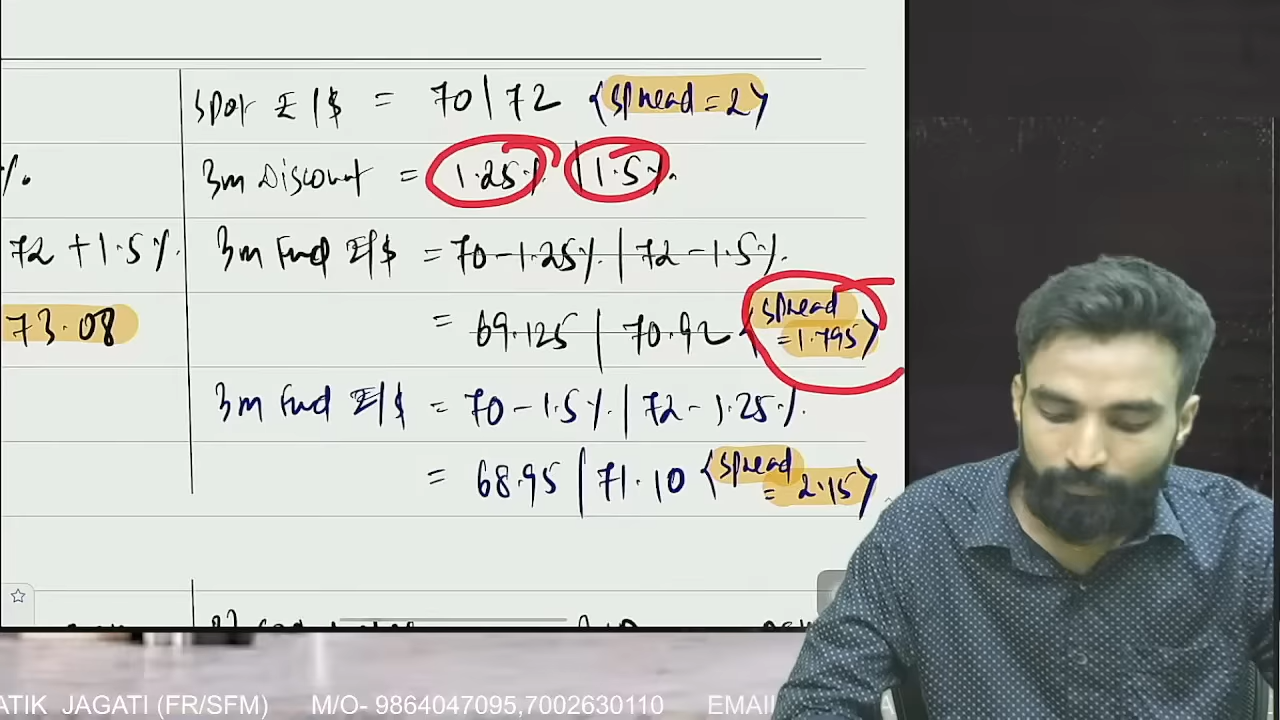 Spot ₹/$ = 70/72 {Spread = 2}
%.
3m Discount = 1.25% / 1.5%.
72 + 1.5%.
3m Fwd ₹/$ = 70-1.25% / 72-1.5%.
73.08
= 69.125 / 70.92 {Spread = 1.795}
3m Fwd ₹/$ = 70-1.5% / 72-1.25%.
= 68.95 / 71.10 {Spread = 2.15}
ATIK JAGATI (FR/SFM) M/O- 9864047095,7002630110 EMAI